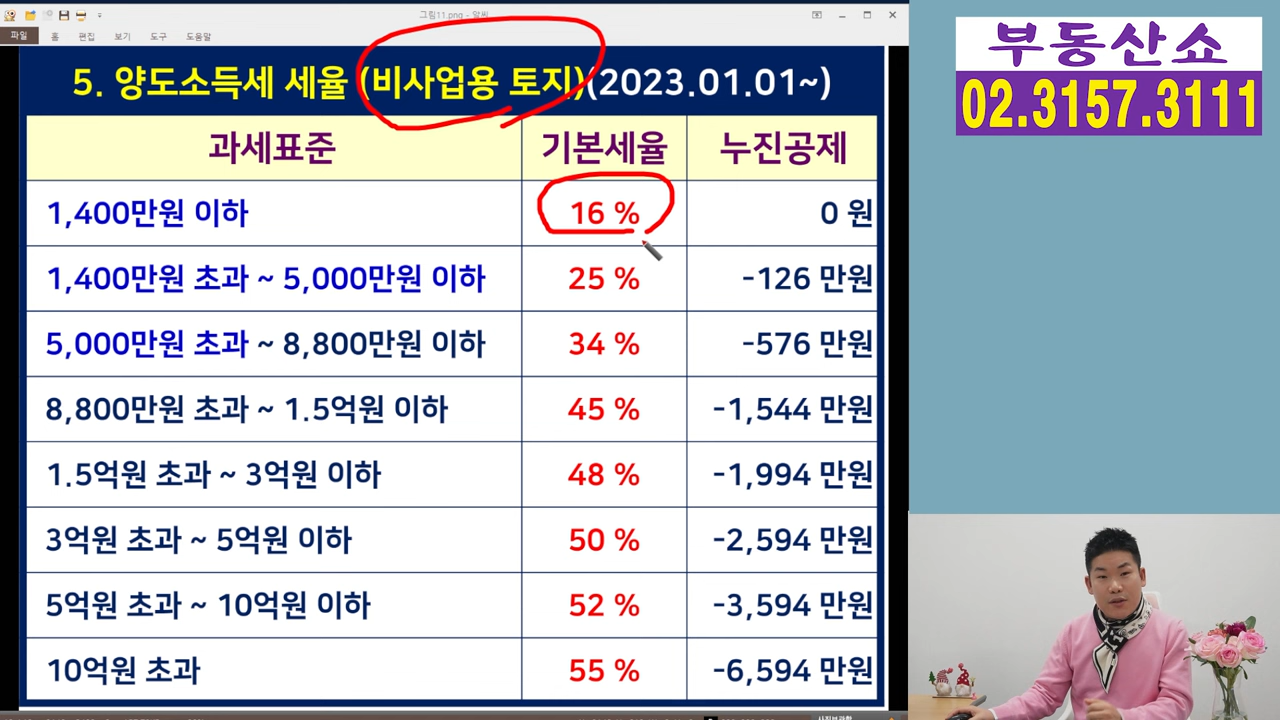 그림11.png - 알씨
파일 홈 편집 보기 도구 도움말
5. 양도소득세 세율 (비사업용 토지)(2023.01.01~)
과세표준 기본세율 누진공제
1,400만원 이하 16 % 0 원
1,400만원 초과 ~ 5,000만원 이하 25 % -126 만원
5,000만원 초과 ~ 8,800만원 이하 34 % -576 만원
8,800만원 초과 ~ 1.5억원 이하 45 % -1,544 만원
1.5억원 초과 ~ 3억원 이하 48 % -1,994 만원
3억원 초과 ~ 5억원 이하 50 % -2,594 만원
5억원 초과 ~ 10억원 이하 52 % -3,594 만원
10억원 초과 55 % -6,594 만원
부동산쇼
02.3157.3111